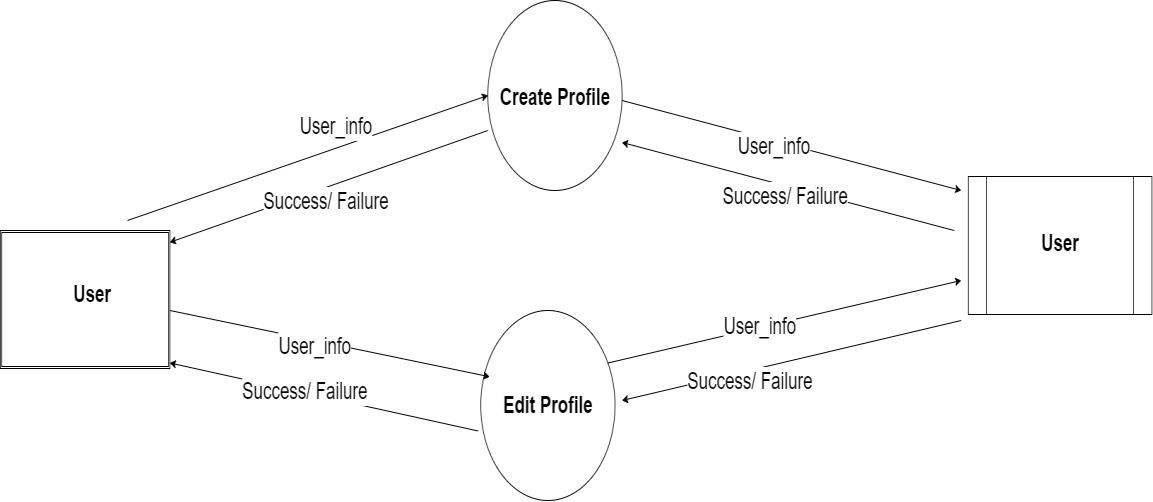 Create Profile
User_info
User_info
Success/ Failure
Success/ Failure
User
User
User_info
User_info
Success/ Failure
Success/ Failure
Edit Profile